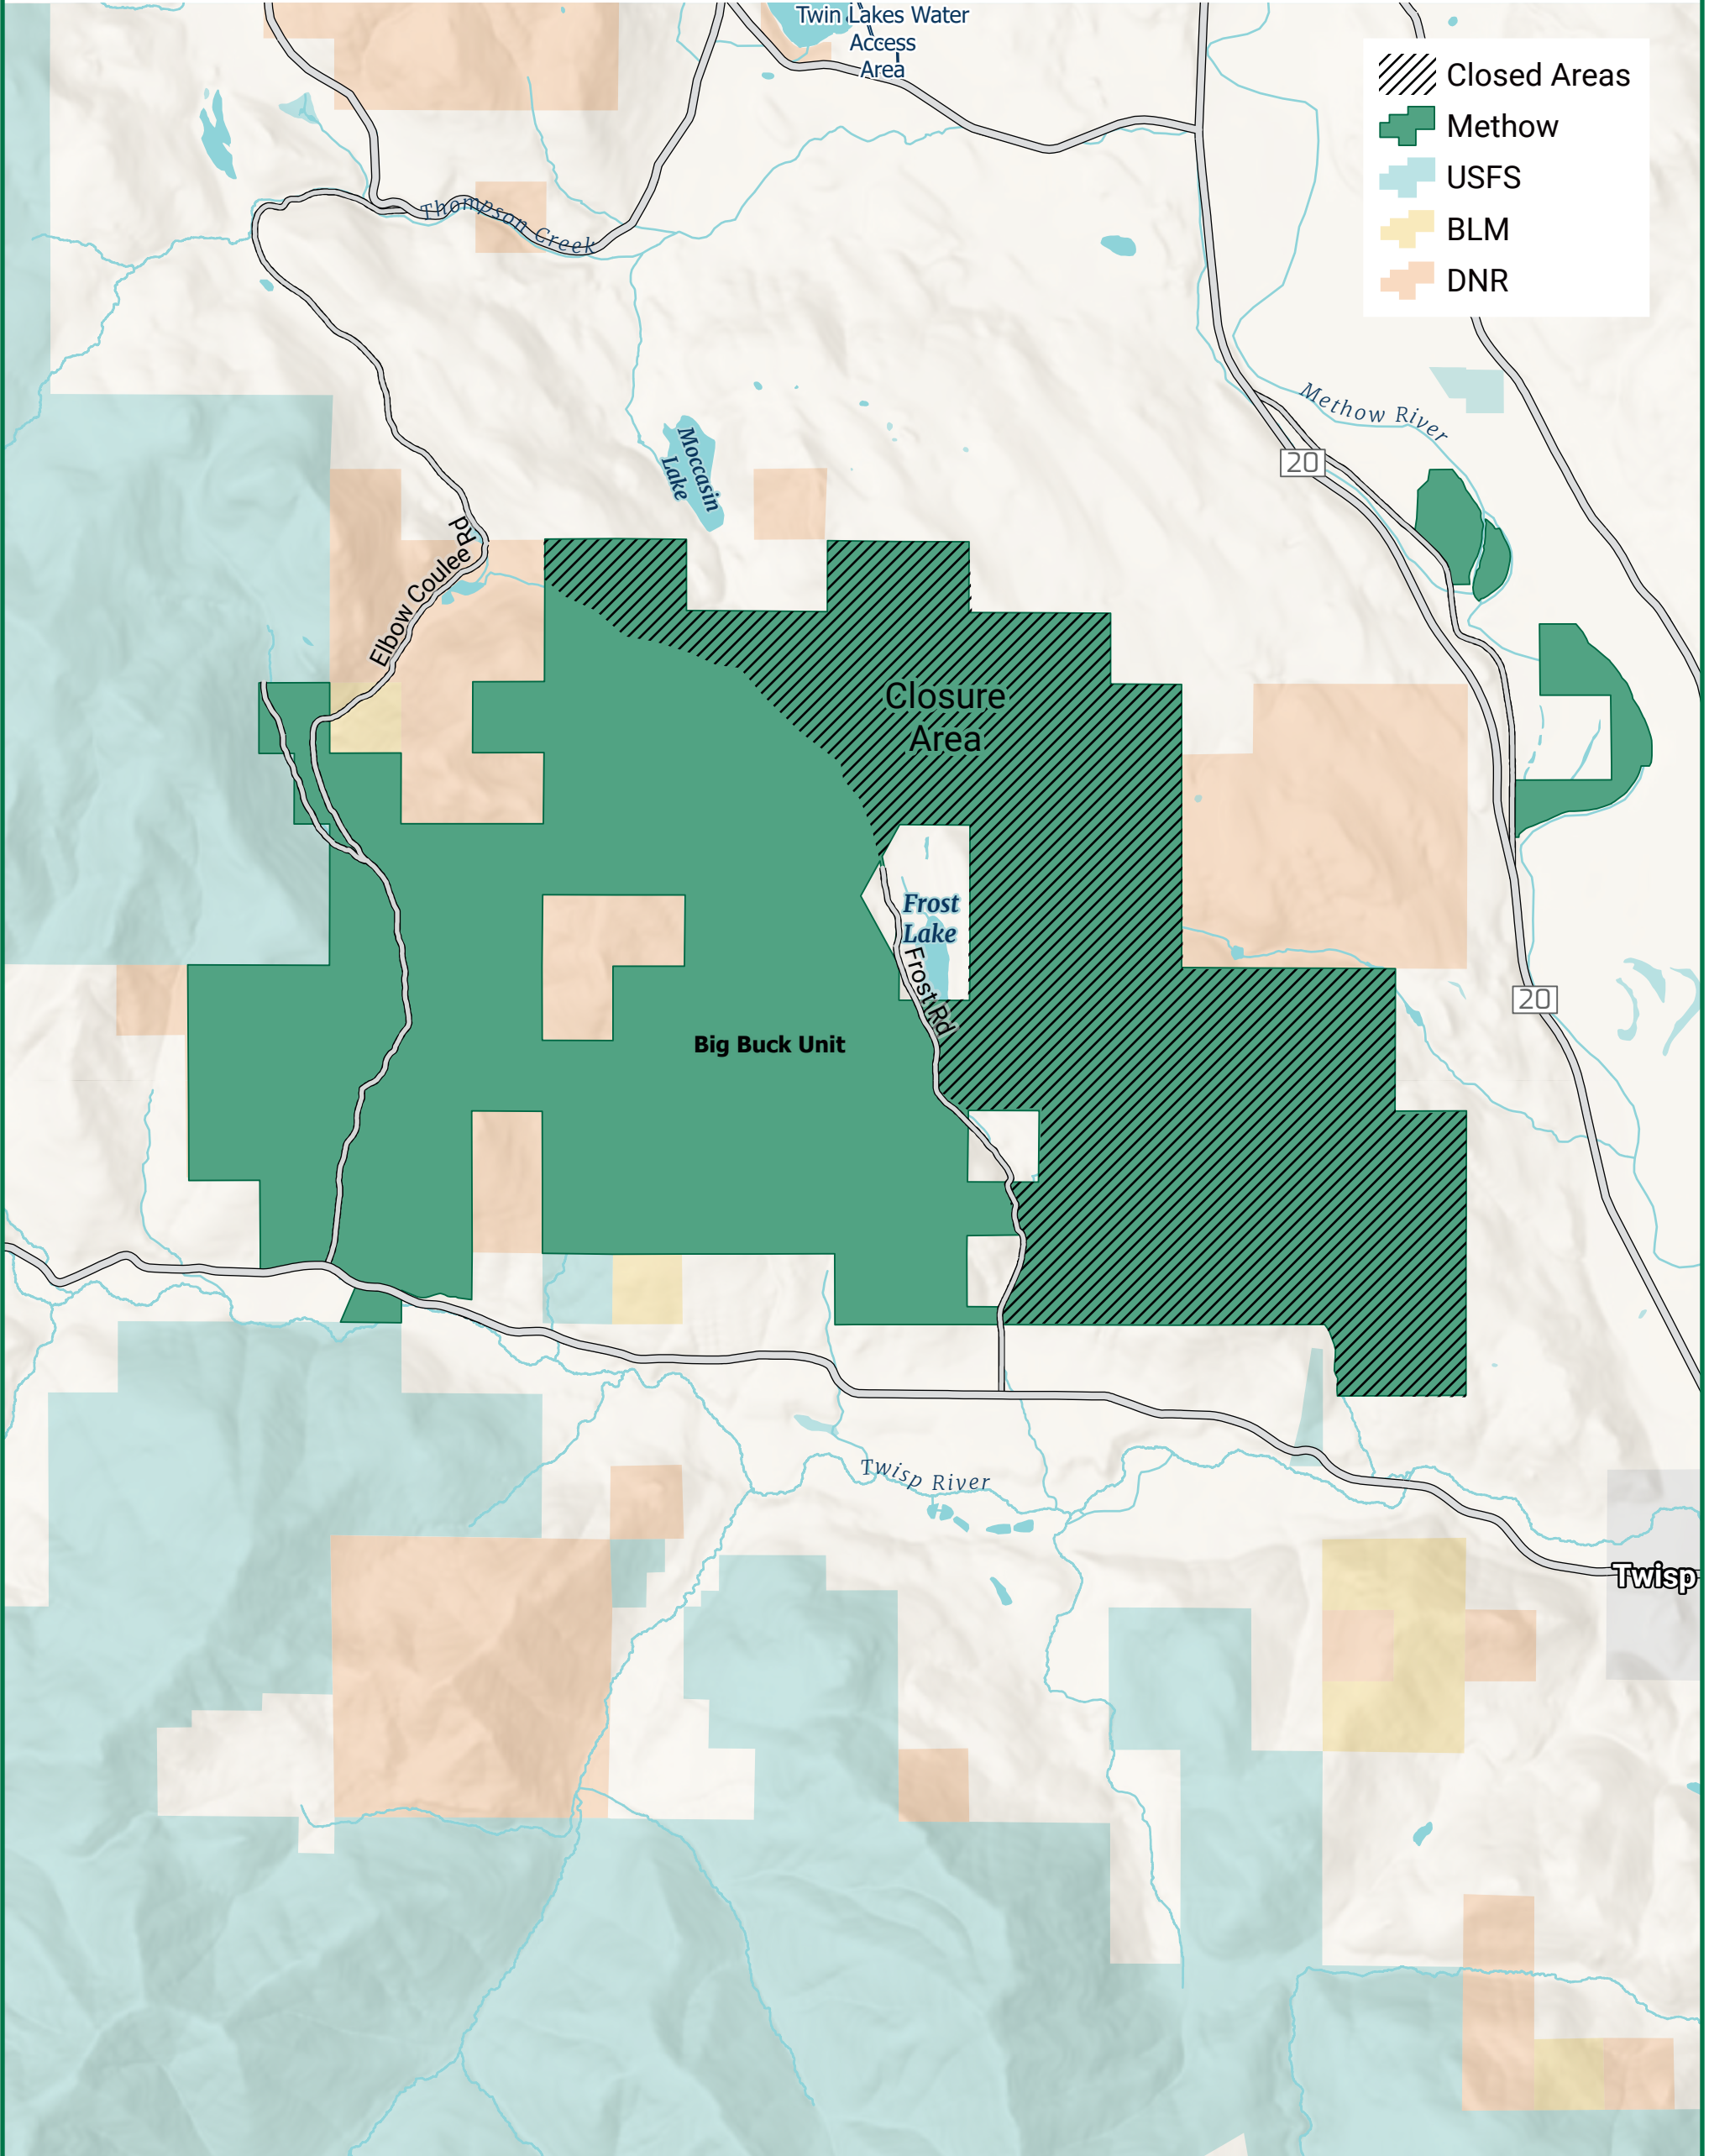 Twin Lakes Water
Access
Area
Closed Areas
Methow
USFS
BLM
DNR
Thompson Creek
Methow River
20
Moccasin
Lake
Elbow Coulee Rd
Closure
Area
Frost
Lake
Frost Rd
20
Big Buck Unit
Twisp River
Twisp